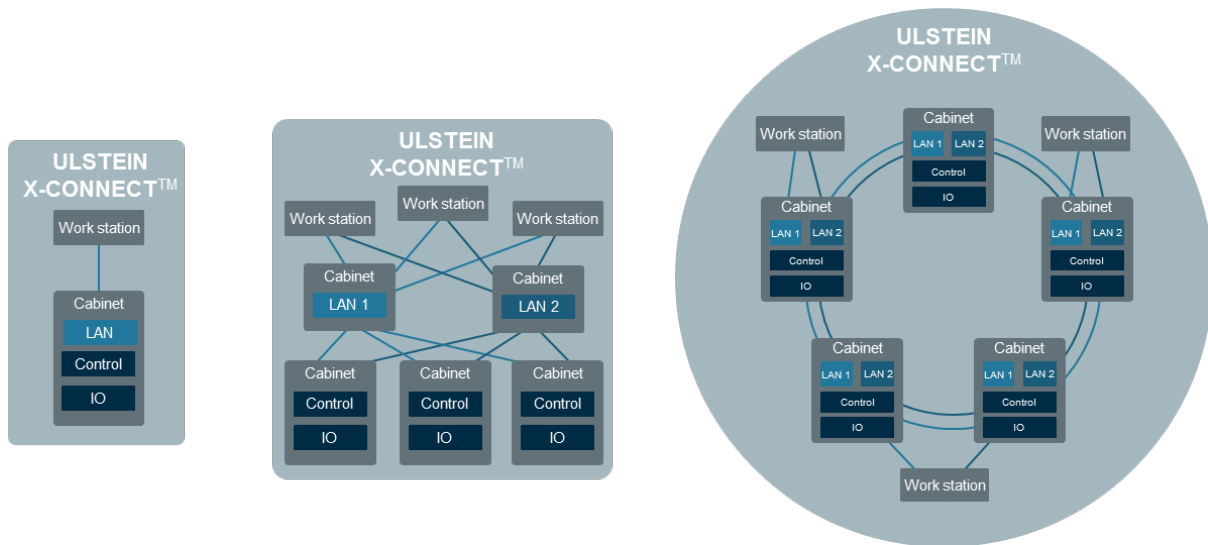 ULSTEIN
X-CONNECT™
Work station
Cabinet
LAN
Control
IO
ULSTEIN
X-CONNECT™
Work station
Work station
Work station
Cabinet
LAN 1
Cabinet
LAN 2
Cabinet
Control
IO
Cabinet
Control
IO
Cabinet
Control
IO
ULSTEIN
X-CONNECT™
Work station
Cabinet
LAN 1
LAN 2
Control
IO
Work station
Cabinet
LAN 1
LAN 2
Control
IO
Cabinet
LAN 1
LAN 2
Control
IO
Cabinet
LAN 1
LAN 2
Control
IO
Cabinet
LAN 1
LAN 2
Control
IO
Work station